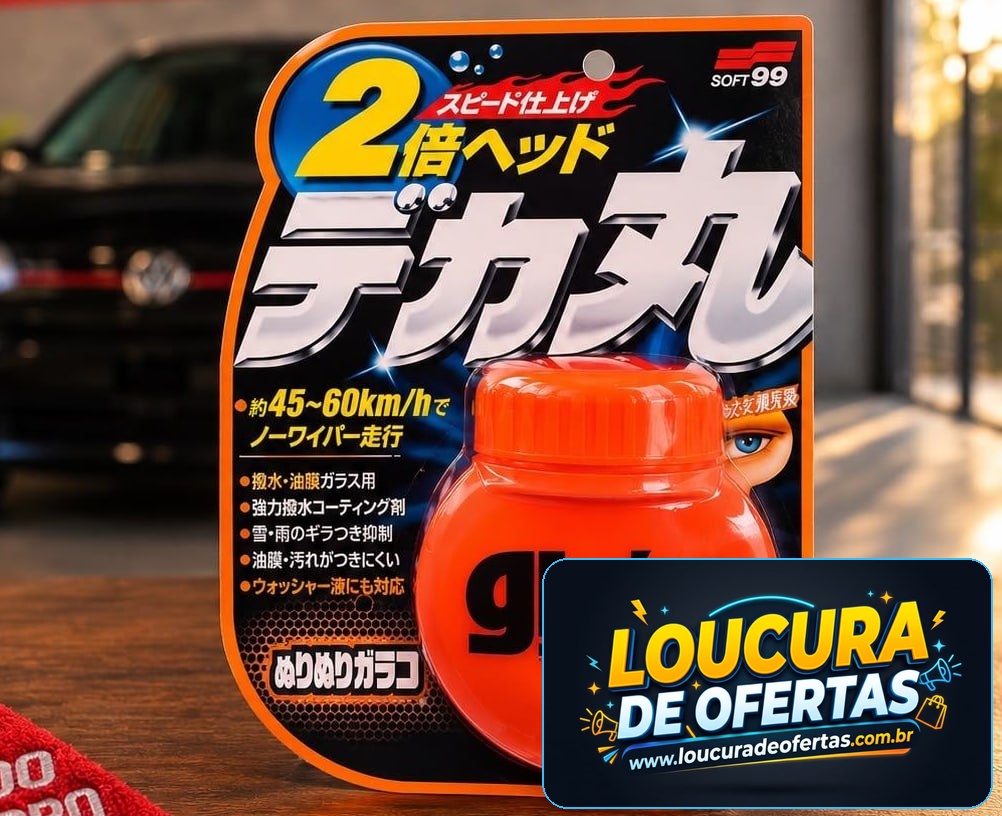 SOFT99
スピード仕上げ
2倍ヘッド
デカ丸
約45~60km/hで
ノーワイパー走行
撥水・油膜ガラス用
強力撥水コーティング剤
雪・雨のギラつき抑制
油膜・汚れがつきにくい
ウォッシャー液にも対応
ぬりぬりガラコ
LOUCURA
DE OFERTAS
www.loucuradeofertas.com.br